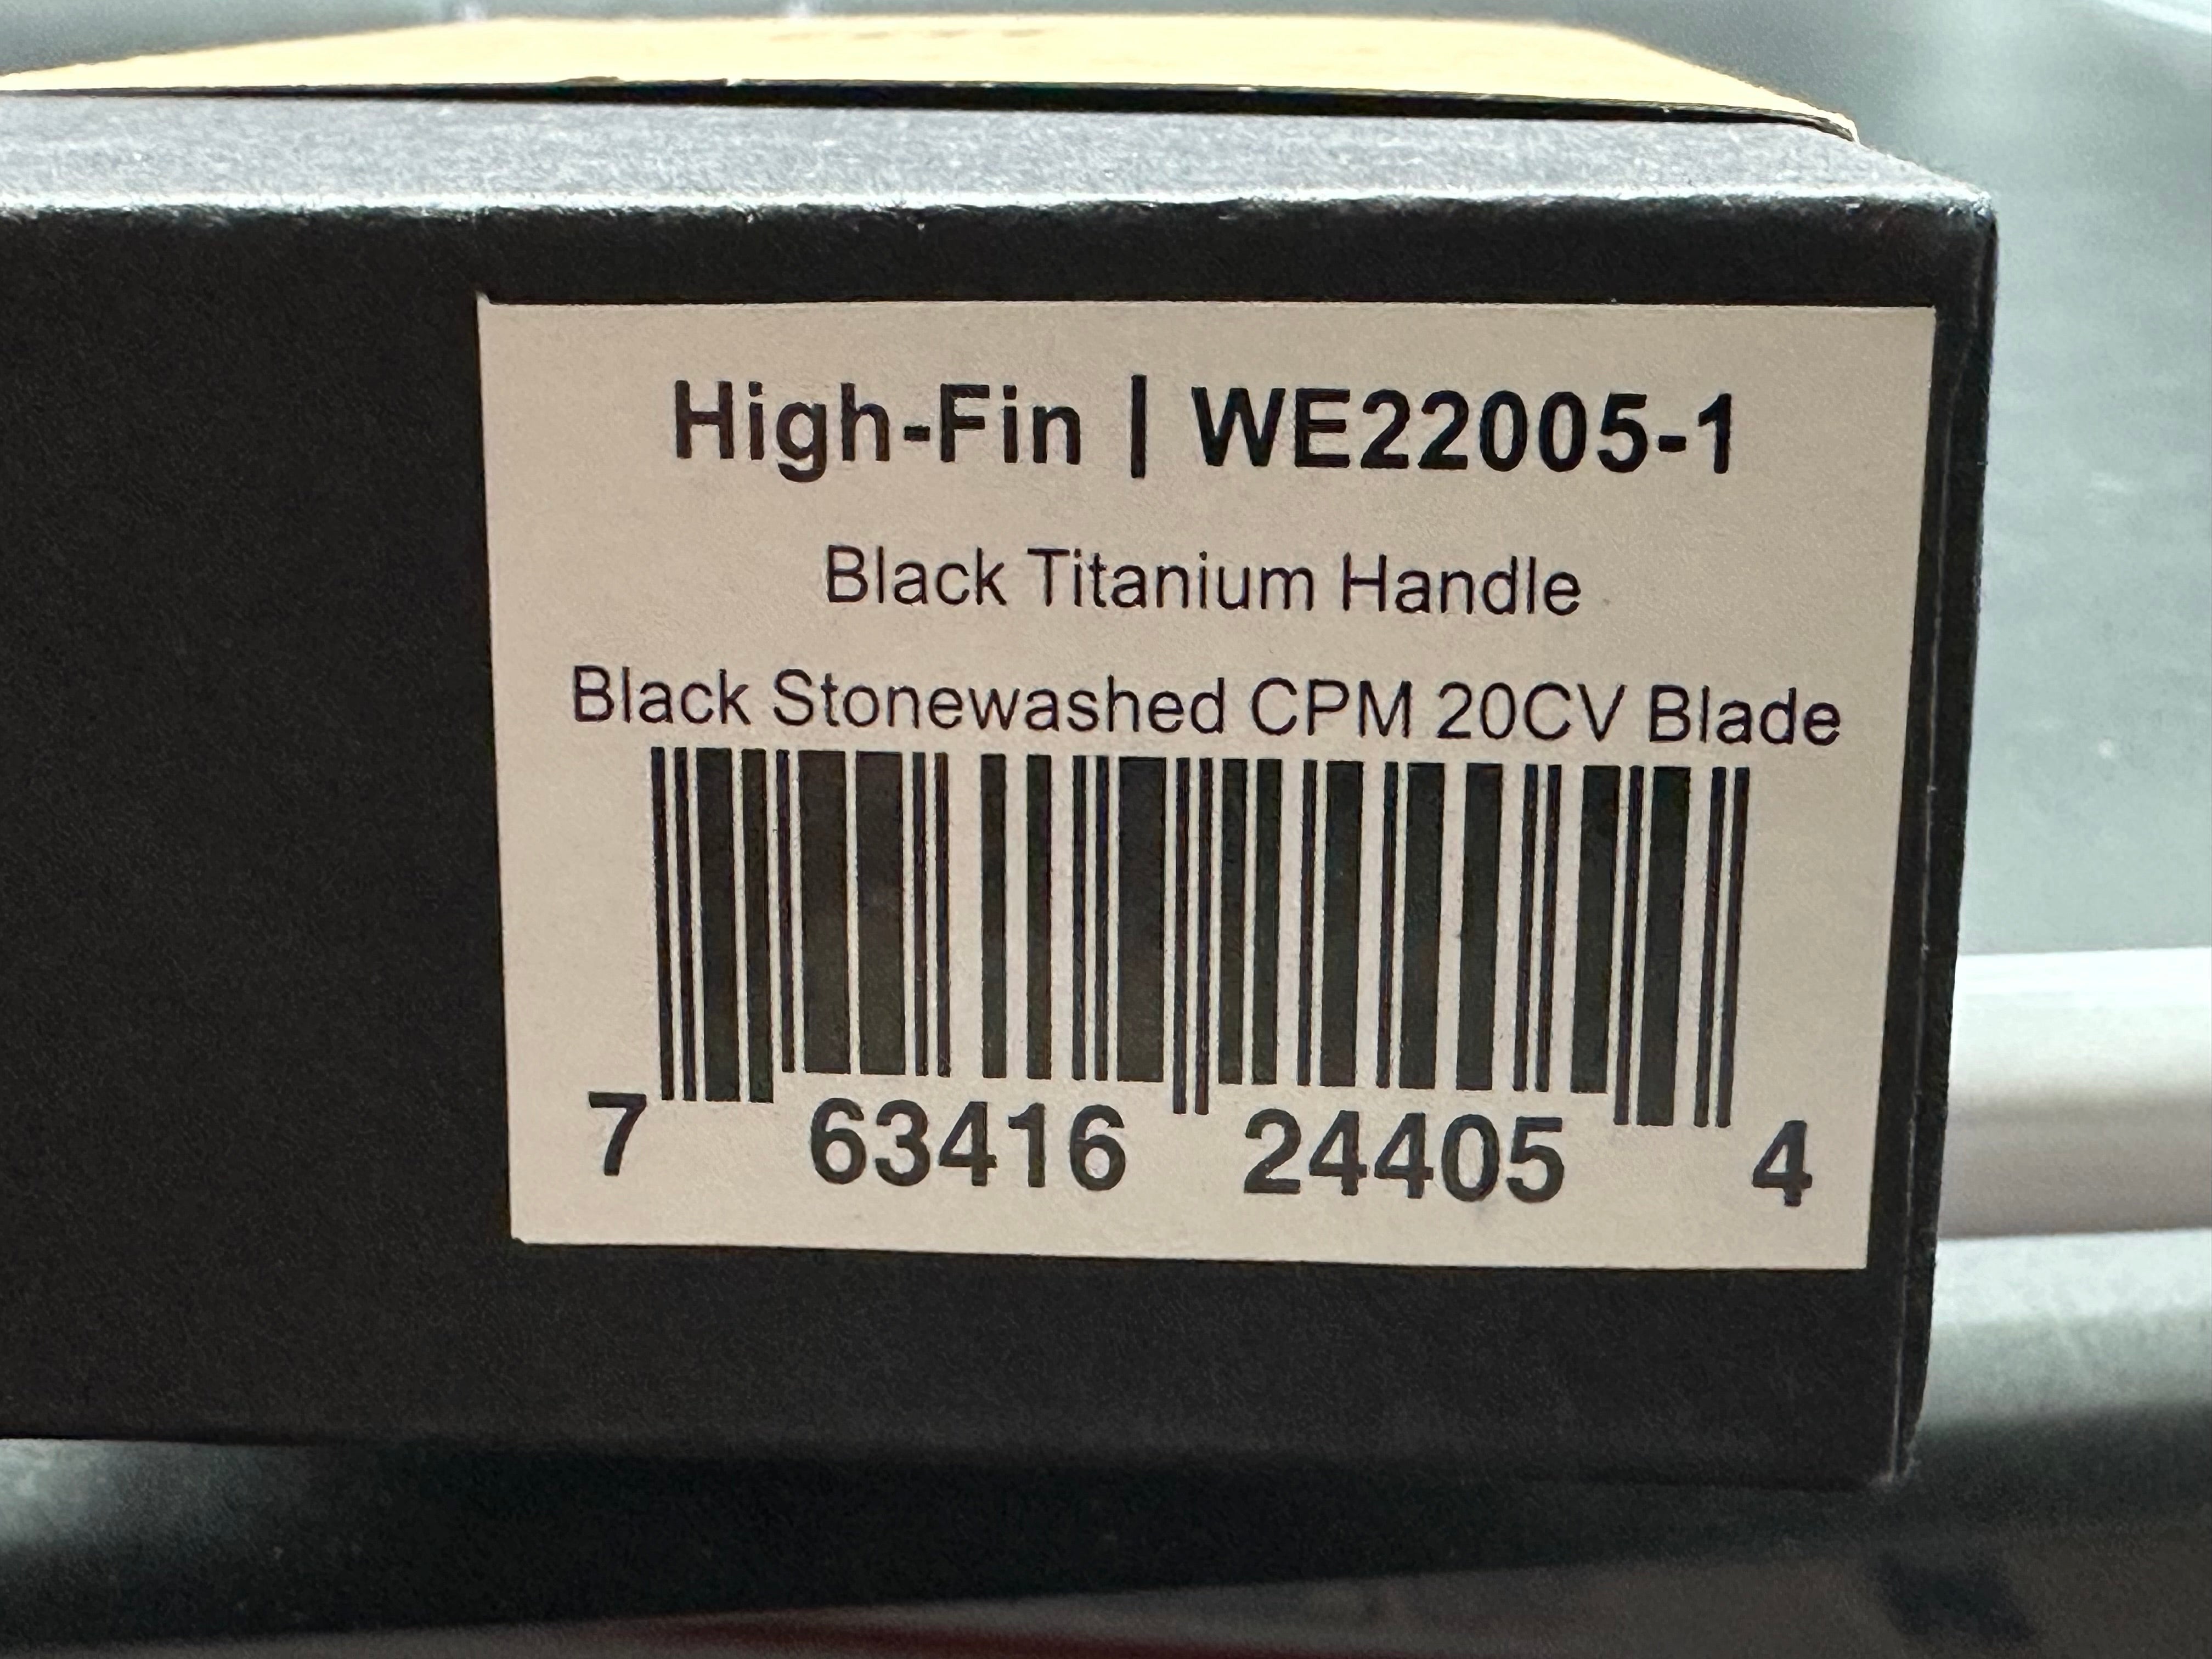 High-Fin | WE22005-1
Black Titanium Handle
Black Stonewashed CPM 20CV Blade
7 63416 24405 4